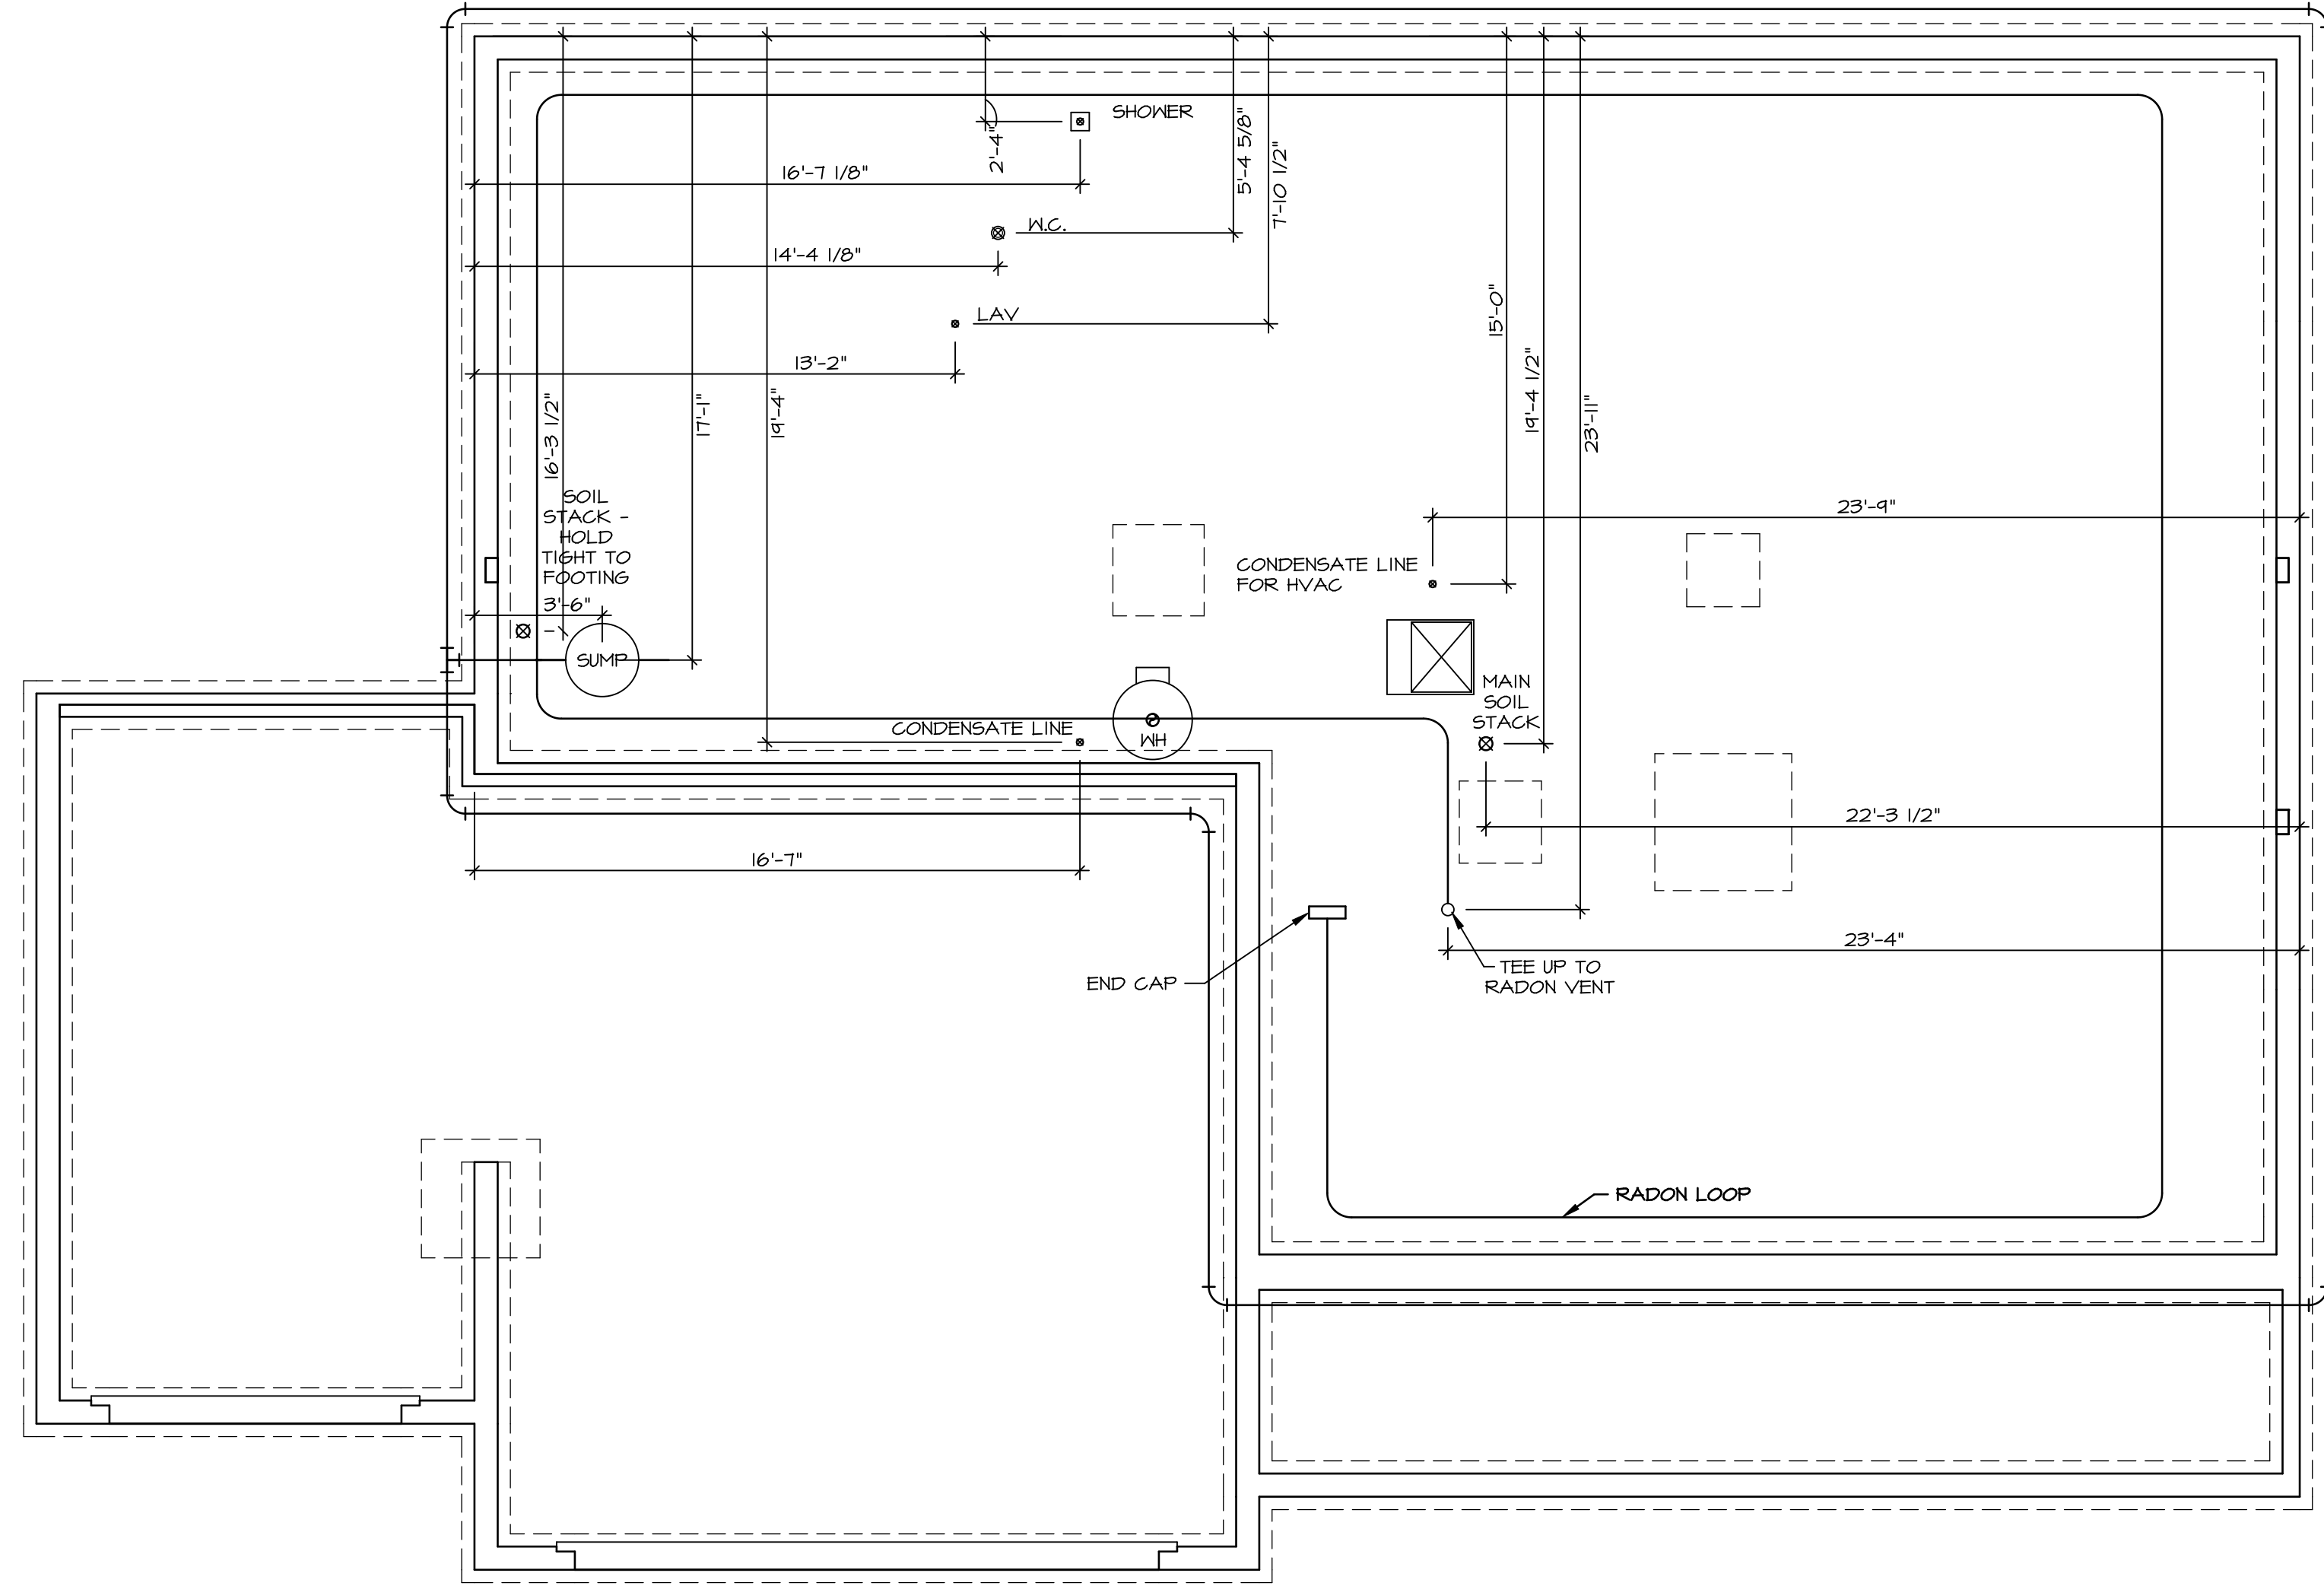 SHOWER
2'-4"
16'-7 1/8"
5'-4 5/8"
7'-10 1/2"
W.C.
14'-4 1/8"
LAV
13'-2"
15'-0"
19'-4 1/2"
23'-11"
16'-3 1/2"
17'-1"
19'-4"
SOIL
STACK -
HOLD
TIGHT TO
FOOTING
3'-6"
SUMP
23'-9"
CONDENSATE LINE
FOR HVAC
MAIN
SOIL
STACK
CONDENSATE LINE
WH
22'-3 1/2"
16'-7"
23'-4"
END CAP
TEE UP TO
RADON VENT
RADON LOOP